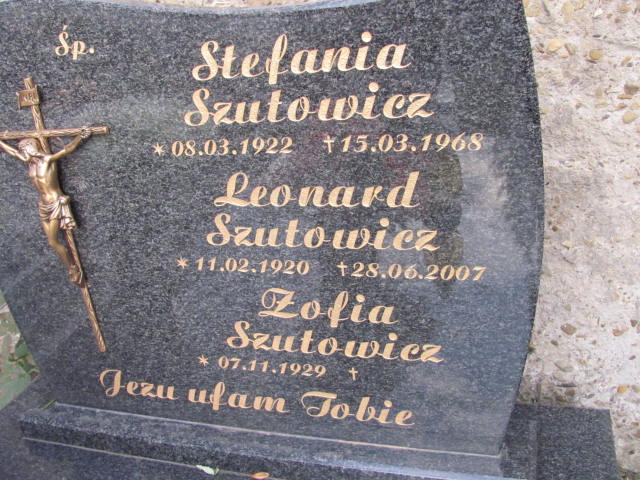 Śp.
Stefania
Szutowicz
* 08.03.1922 †15.03.1968
Leonard
Szutowicz
* 11.02.1920 †28.06.2007
Zofia
Szutowicz
* 07.11.1929 †
Jezu ufam Tobie